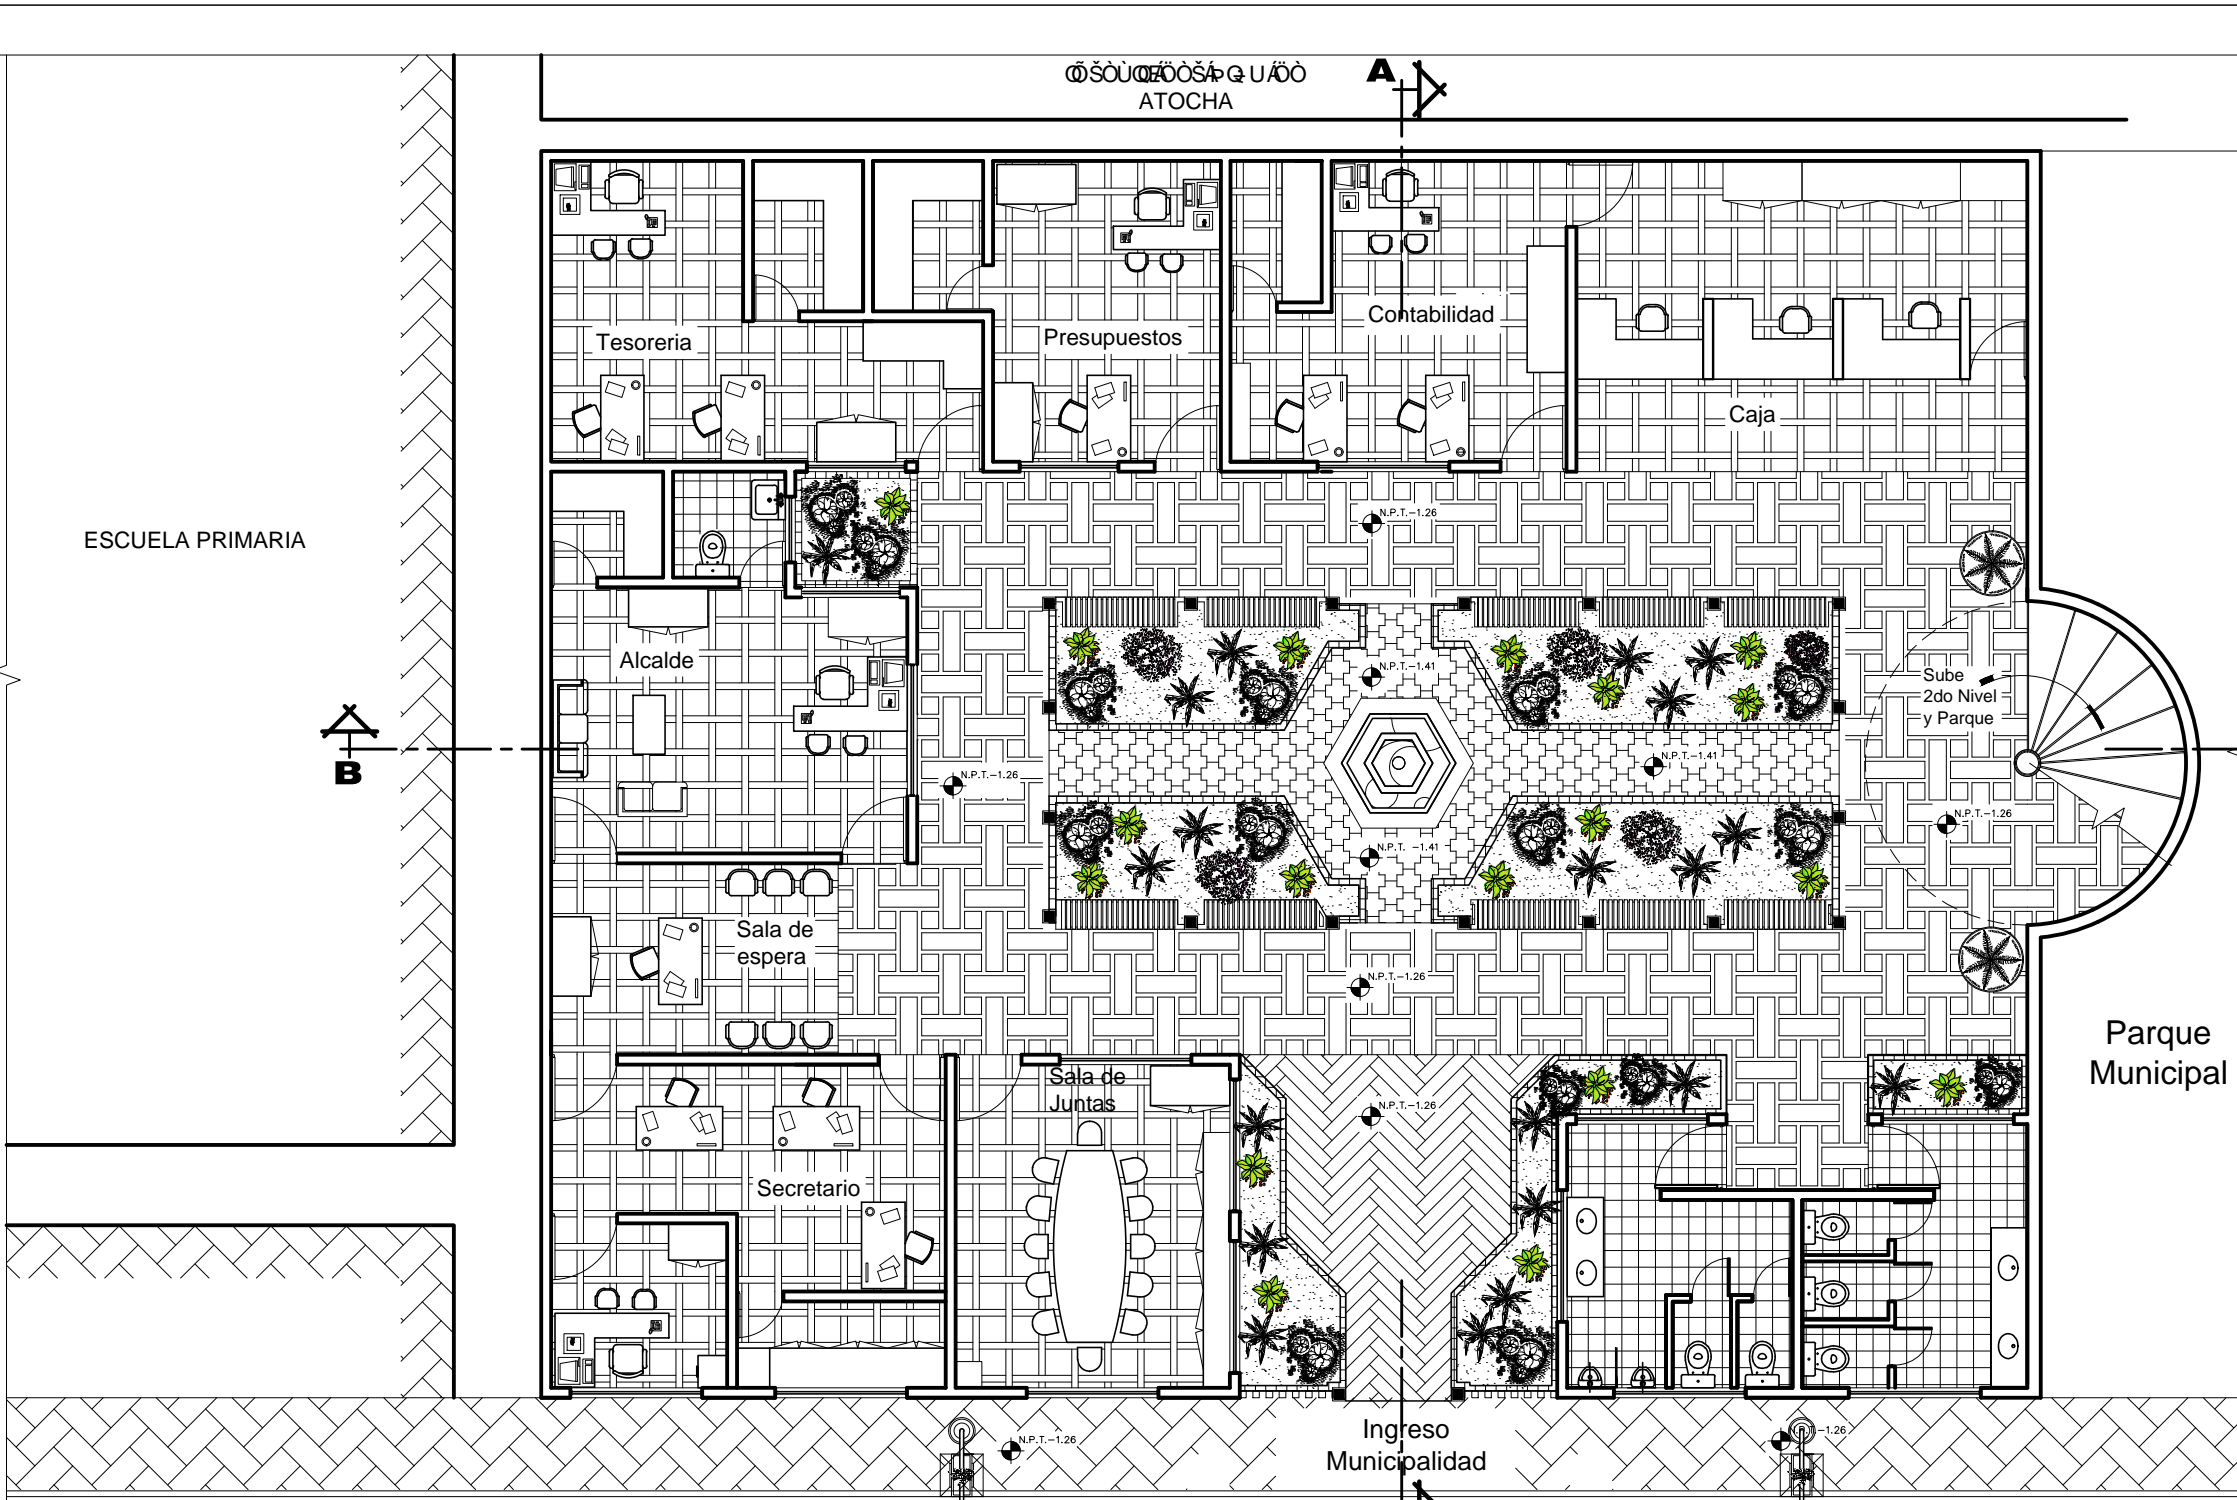 ATOCHA
A
Tesoreria
Presupuestos
Contabilidad
Caja
ESCUELA PRIMARIA
N.P.T.-1.26
Alcalde
N.P.T.-1.41
Sube
2do Nivel
y Parque
B
N.P.T.-1.26
N.P.T.-1.41
N.P.T.-1.26
N.P.T. -1.41
Sala de
espera
N.P.T.-1.26
Parque
Municipal
Sala de
Juntas
N.P.T.-1.26
Secretario
Ingreso
Municipalidad
N.P.T.-1.26
N.P.T.-1.26